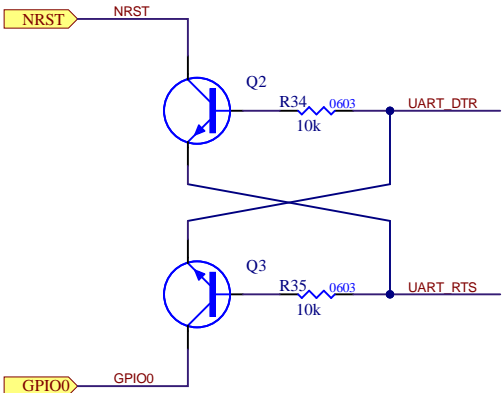 NRST NRST
Q2
R34 0603 UART_DTR
10k
Q3
R35 0603 UART_RTS
10k
GPIO0 GPIO0